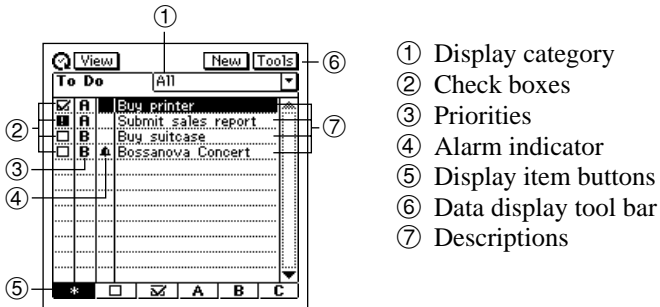 ①
View New Tools
⑥
To Do All
☑ A Buy printer
! A Submit sales report
② ⑦
☐ B Buy suitcase
☐ B Bossanova Concert
③
④
⑤
* ☐ ☑ A B C
① Display category
② Check boxes
③ Priorities
④ Alarm indicator
⑤ Display item buttons
⑥ Data display tool bar
⑦ Descriptions